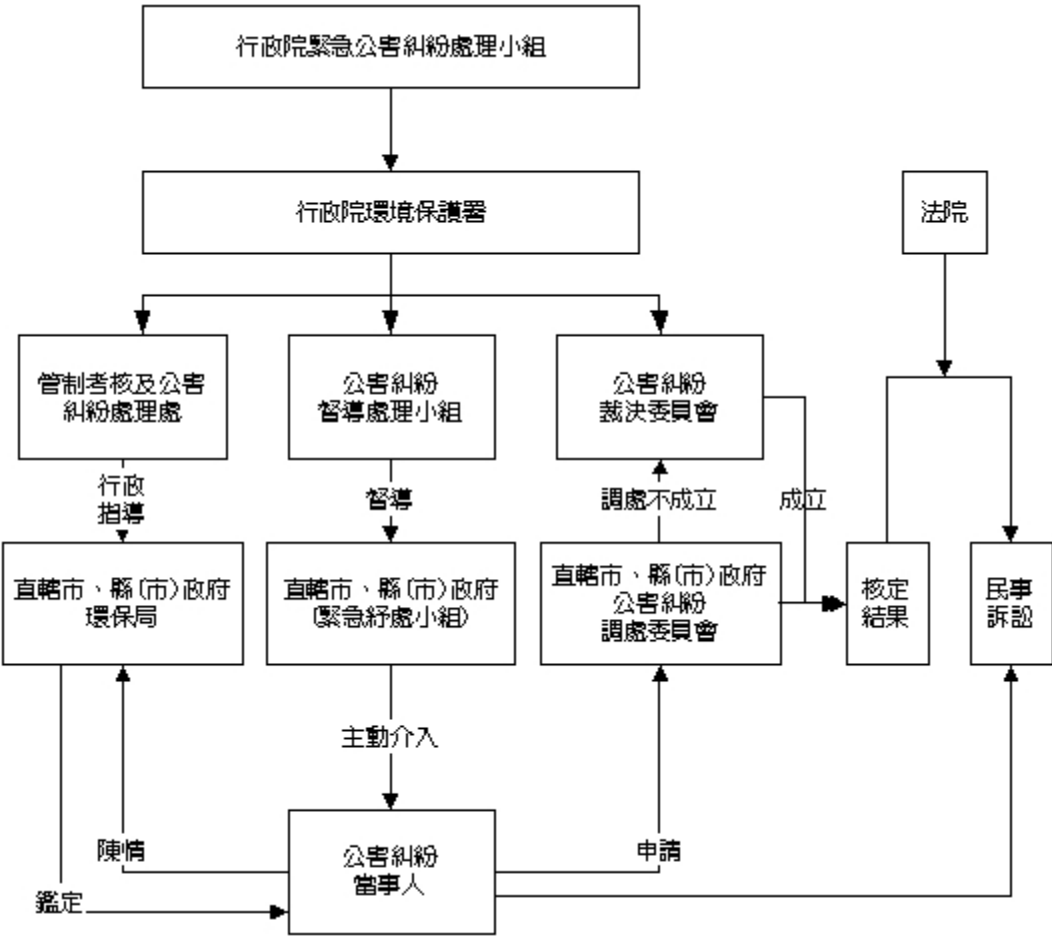 行政院緊急公害糾紛處理小組
行政院環境保護署
法院
管制考核及公害
糾紛處理處
公害糾紛
督導處理小組
公害糾紛
裁決委員會
行政
指導
督導
調處不成立
成立
直轄市、縣(市)政府
環保局
直轄市、縣(市)政府
(緊急紓處小組)
直轄市、縣(市)政府
公害糾紛
調處委員會
核定
結果
民事
訴訟
主動介入
陳情
公害糾紛
當事人
申請
鑑定